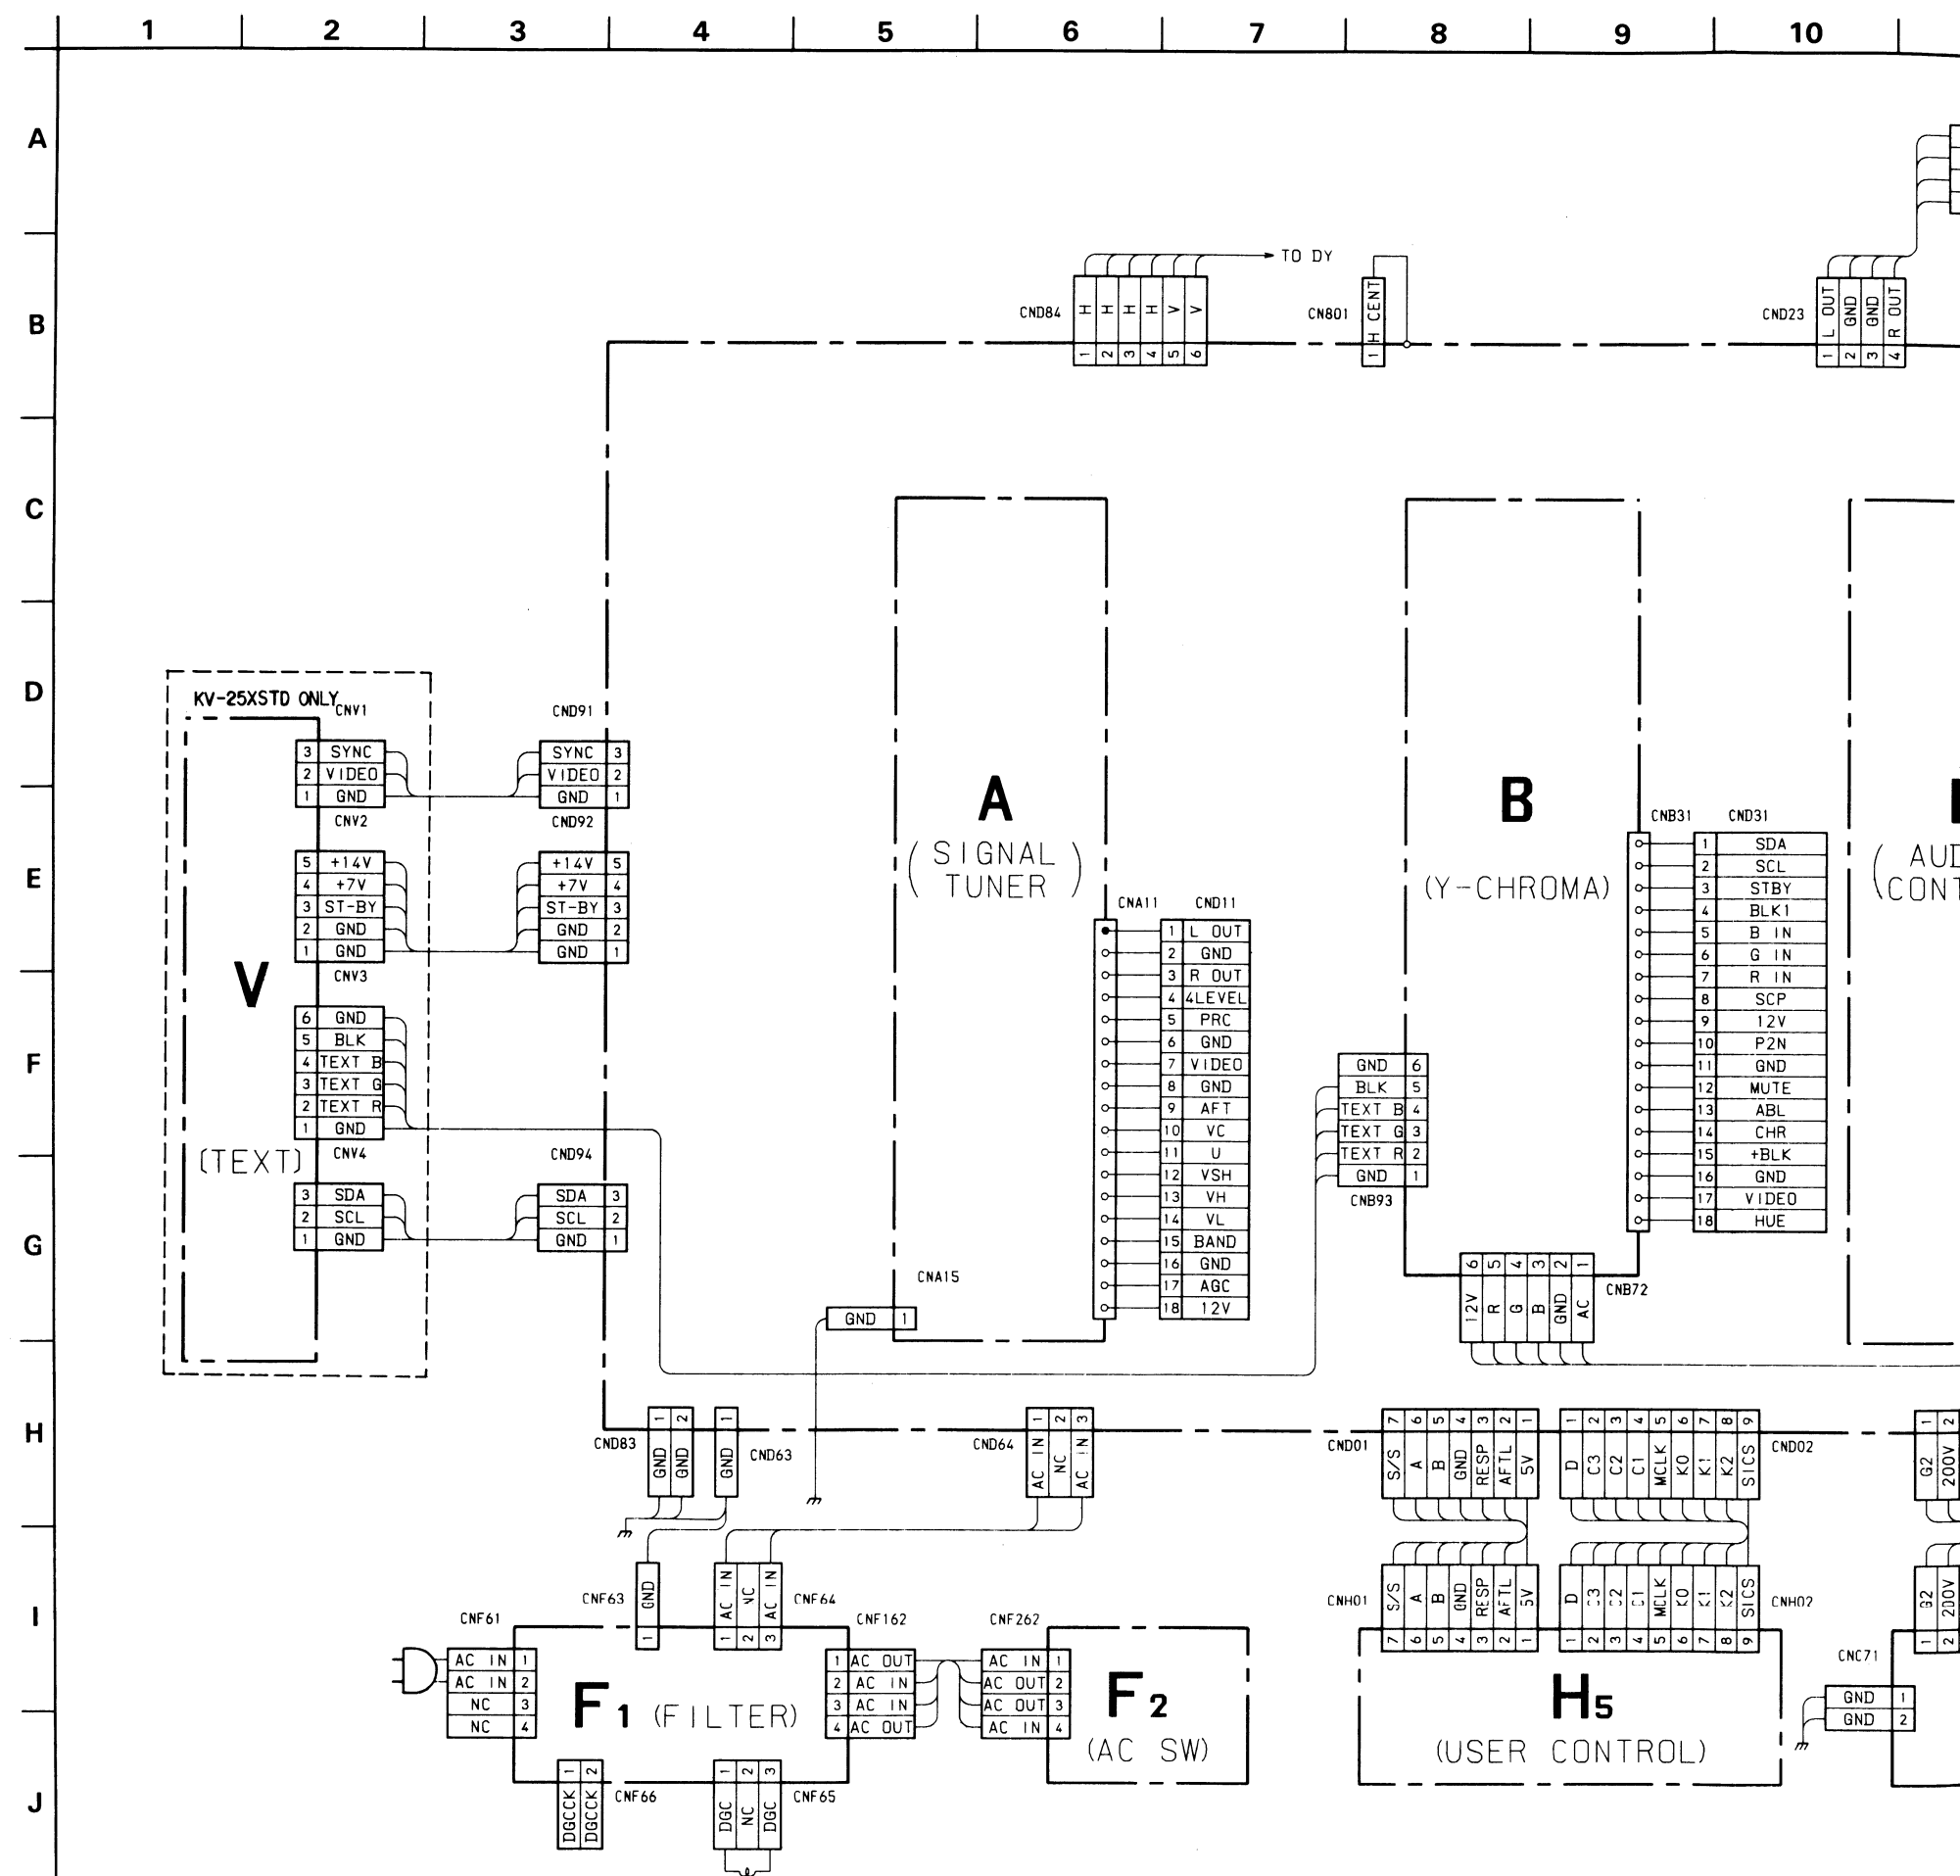 1 2 3 4 5 6 7 8 9 10
A
B
C
D
E
F
G
H
I
J
TO DY
CND84
H H H H V V
1 2 3 4 5 6
CN801
H CENT
1
CND23
L OUT GND GND R OUT
1 2 3 4
KV-25XSTD ONLY
CNV1
3 SYNC
2 VIDEO
1 GND
CNV2
5 +14V
4 +7V
3 ST-BY
2 GND
1 GND
CNV3
6 GND
5 BLK
4 TEXT B
3 TEXT G
2 TEXT R
1 GND
CNV4
3 SDA
2 SCL
1 GND
V
(TEXT)
CND91
SYNC 3
VIDEO 2
GND 1
CND92
+14V 5
+7V 4
ST-BY 3
GND 2
GND 1
CND94
SDA 3
SCL 2
GND 1
A
(SIGNAL
TUNER)
CNA11 CND11
1 L OUT
2 GND
3 R OUT
4 4LEVEL
5 PRC
6 GND
7 VIDEO
8 GND
9 AFT
10 VC
11 U
12 VSH
13 VH
14 VL
15 BAND
16 GND
17 AGC
18 12V
CNA15
GND 1
B
(Y-CHROMA)
GND 6
BLK 5
TEXT B 4
TEXT G 3
TEXT R 2
GND 1
CNB93
CNB31 CND31
1 SDA
2 SCL
3 STBY
4 BLK1
5 B IN
6 G IN
7 R IN
8 SCP
9 12V
10 P2N
11 GND
12 MUTE
13 ABL
14 CHR
15 +BLK
16 GND
17 VIDEO
18 HUE
6 5 4 3 2 1
12V R G B GND AC
CNB72
(AUD
CONT
CND83
1 2
GND GND
1
GND
CND63
CND64
1 2 3
AC IN NC AC IN
CND01
7 6 5 4 3 2 1
S/S A B GND RESP AFTL 5V
1 2 3 4 5 6 7 8 9
D C3 C2 C1 MCLK K0 K1 K2 SICS
CND02
1 2
G2 200V
CNF63
GND
1
AC IN NC AC IN
1 2 3
CNF64
CNF61
AC IN 1
AC IN 2
NC 3
NC 4
F1 (FILTER)
CNF162
1 AC OUT
2 AC IN
3 AC IN
4 AC OUT
CNF262
AC IN 1
AC OUT 2
AC OUT 3
AC IN 4
F2
(AC SW)
CNH01
S/S A B GND RESP AFTL 5V
7 6 5 4 3 2 1
D C3 C2 C1 MCLK K0 K1 K2 SICS
1 2 3 4 5 6 7 8 9
CNH02
H5
(USER CONTROL)
G2 200V
1 2
CNC71
GND 1
GND 2
1 2
DGCCK DGCCK
CNF66
1 2 3
DGC NC DGC
CNF65